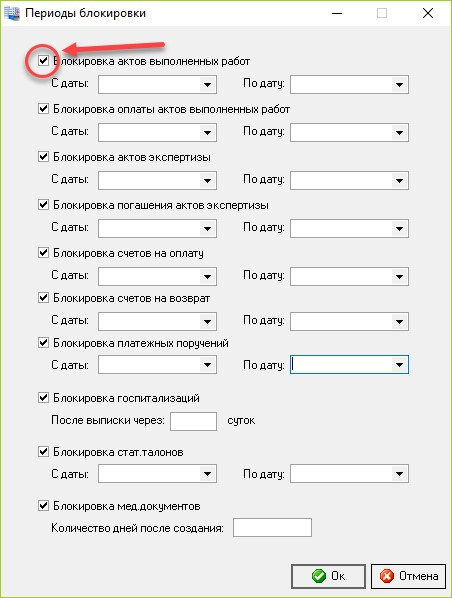 Периоды блокировки
Блокировка актов выполненных работ
С даты: По дату:
Блокировка оплаты актов выполненных работ
С даты: По дату:
Блокировка актов экспертизы
С даты: По дату:
Блокировка погашения актов экспертизы
С даты: По дату:
Блокировка счетов на оплату
С даты: По дату:
Блокировка счетов на возврат
С даты: По дату:
Блокировка платежных поручений
С даты: По дату:
Блокировка госпитализаций
После выписки через: суток
Блокировка стат.талонов
С даты: По дату:
Блокировка мед.документов
Количество дней после создания:
Ок Отмена